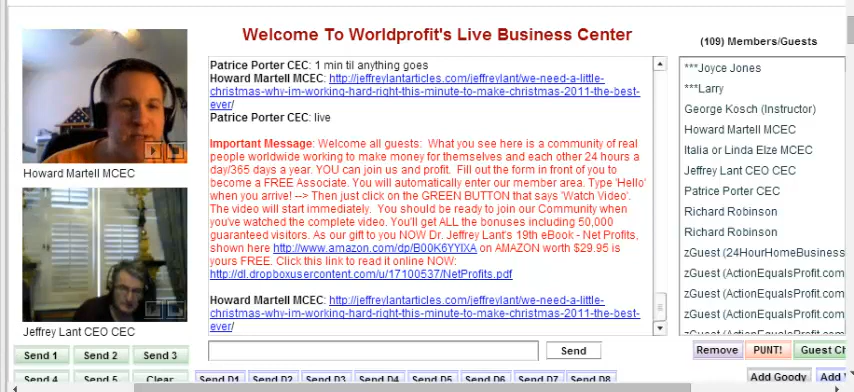 Welcome To Worldprofit's Live Business Center
(109) Members/Guests
Howard Martell MCEC
Jeffrey Lant CEO CEC
Send 1 Send 2 Send 3
Send 4 Send 5 Clear
Patrice Porter CEC: 1 min til anything goes
Howard Martell MCEC: http://jeffreylantarticles.com/jeffreylant/we-need-a-little-
christmas-why-im-working-hard-right-this-minute-to-make-christmas-2011-the-best-
ever/
Patrice Porter CEC: live
Important Message: Welcome all guests: What you see here is a community of real
people worldwide working to make money for themselves and each other 24 hours a
day/365 days a year. YOU can join us and profit. Fill out the form in front of you to
become a FREE Associate. You will automatically enter our member area. Type 'Hello'
when you arrive! --> Then just click on the GREEN BUTTON that says 'Watch Video'.
The video will start immediately. You should be ready to join our Community when
you've watched the complete video. You'll get ALL the bonuses including 50,000
guaranteed visitors. As our gift to you NOW Dr. Jeffrey Lant's 19th eBook - Net Profits,
shown here http://www.amazon.com/dp/B00K6YYIXA on AMAZON worth $29.95 is
yours FREE. Click this link to read it online NOW:
http://dl.dropboxusercontent.com/u/17100537/NetProfits.pdf
Howard Martell MCEC: http://jeffreylantarticles.com/jeffreylant/we-need-a-little-
christmas-why-im-working-hard-right-this-minute-to-make-christmas-2011-the-best-
ever/
Send
Send D1 Send D2 Send D3 Send D4 Send D5 Send D6 Send D7 Send D8
***Joyce Jones
***Larry
George Kosch (Instructor)
Howard Martell MCEC
Italia or Linda Elze MCEC
Jeffrey Lant CEO CEC
Patrice Porter CEC
Richard Robinson
Richard Robinson
zGuest (24HourHomeBusiness
zGuest (ActionEqualsProfit.com
zGuest (ActionEqualsProfit.com
zGuest (ActionEqualsProfit.com
zGuest (ActionEqualsProfit.com
Remove PUNT! Guest Ch
Add Goody Add